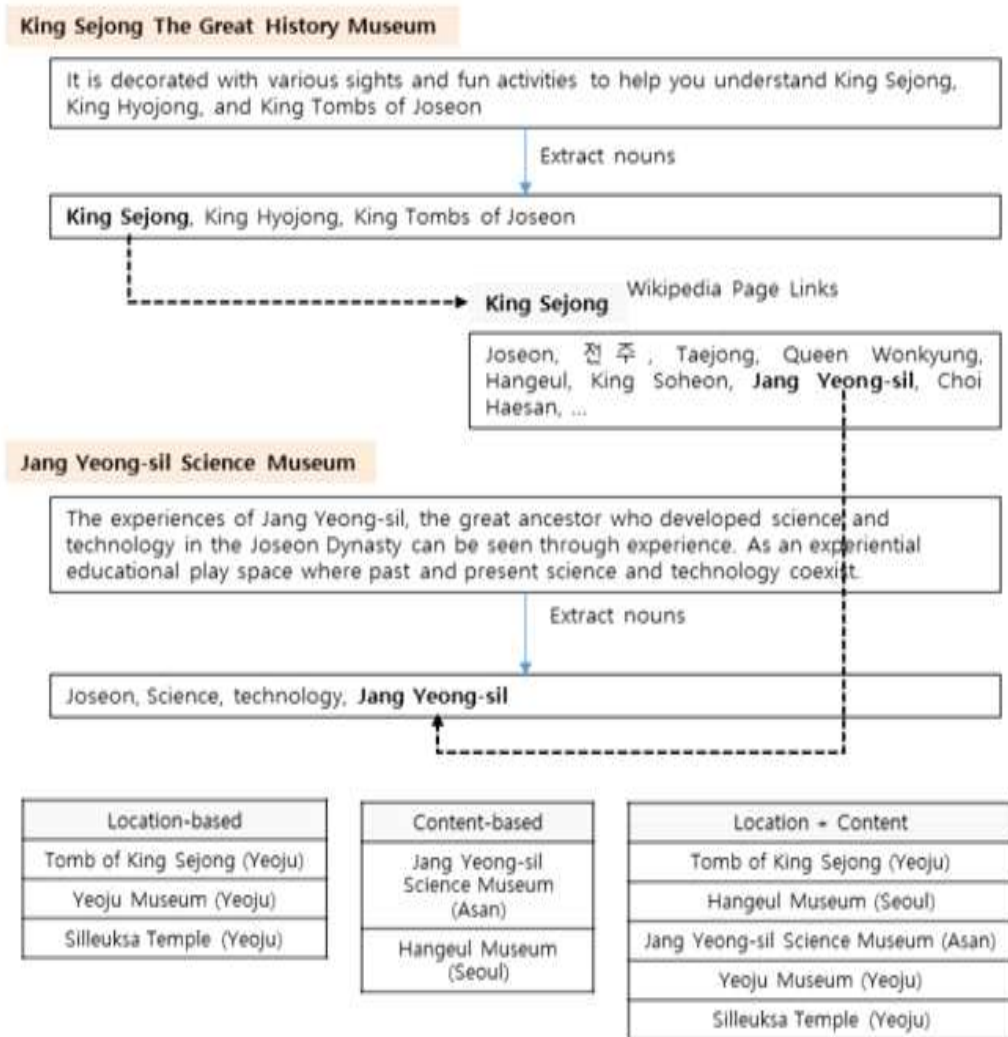 King Sejong The Great History Museum
It is decorated with various sights and fun activities to help you understand King Sejong,
King Hyojong, and King Tombs of Joseon
Extract nouns
King Sejong, King Hyojong, King Tombs of Joseon
King Sejong
Wikipedia Page Links
Joseon, 전 주 , Taejong, Queen Wonkyung,
Hangeul, King Soheon, Jang Yeong-sil, Choi
Haesan, ...
Jang Yeong-sil Science Museum
The experiences of Jang Yeong-sil, the great ancestor who developed science and
technology in the Joseon Dynasty can be seen through experience. As an experiential
educational play space where past and present science and technology coexist.
Extract nouns
Joseon, Science, technology, Jang Yeong-sil
Location-based
Tomb of King Sejong (Yeoju)
Yeoju Museum (Yeoju)
Silleuksa Temple (Yeoju)
Content-based
Jang Yeong-sil
Science Museum
(Asan)
Hangeul Museum
(Seoul)
Location + Content
Tomb of King Sejong (Yeoju)
Hangeul Museum (Seoul)
Jang Yeong-sil Science Museum (Asan)
Yeoju Museum (Yeoju)
Silleuksa Temple (Yeoju)